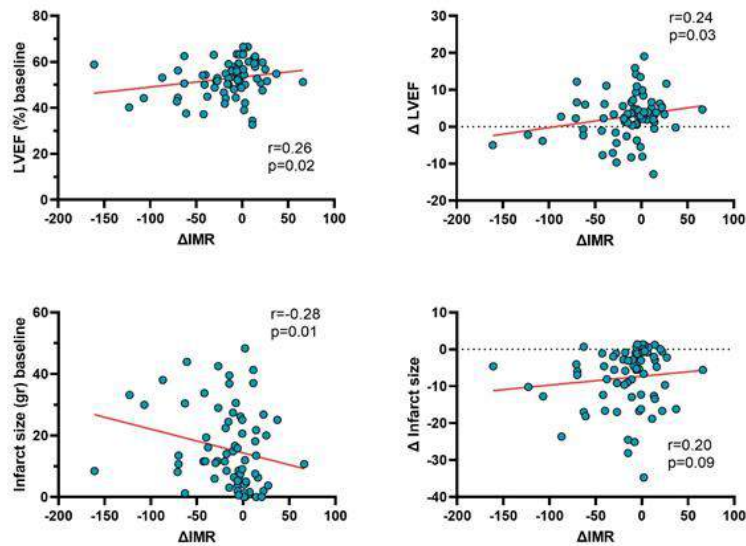 80
60
40
20
0
LVEF (%) baseline
r=0.26
p=0.02
-200 -150 -100 -50 0 50 100
ΔIMR
30
20
10
0
-10
-20
Δ LVEF
r=0.24
p=0.03
-200 -150 -100 -50 0 50 100
ΔIMR
60
40
20
0
Infarct size (gr) baseline
r=-0.28
p=0.01
-200 -150 -100 -50 0 50 100
ΔIMR
10
0
-10
-20
-30
-40
Δ Infarct size
r=0.20
p=0.09
-200 -150 -100 -50 0 50 100
ΔIMR